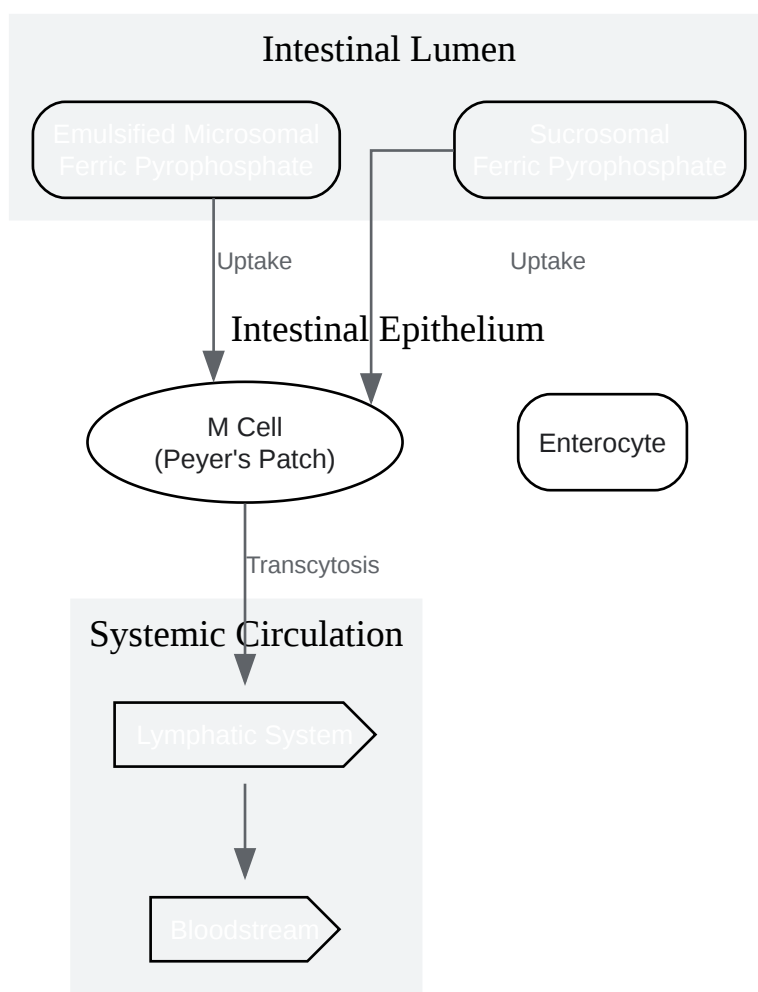 Intestinal Lumen
Emulsified Microsomal
Ferric Pyrophosphate
Sucrosomal
Ferric Pyrophosphate
Uptake
Uptake
Intestinal Epithelium
M Cell
(Peyer's Patch)
Enterocyte
Transcytosis
Systemic Circulation
Lymphatic System
Bloodstream